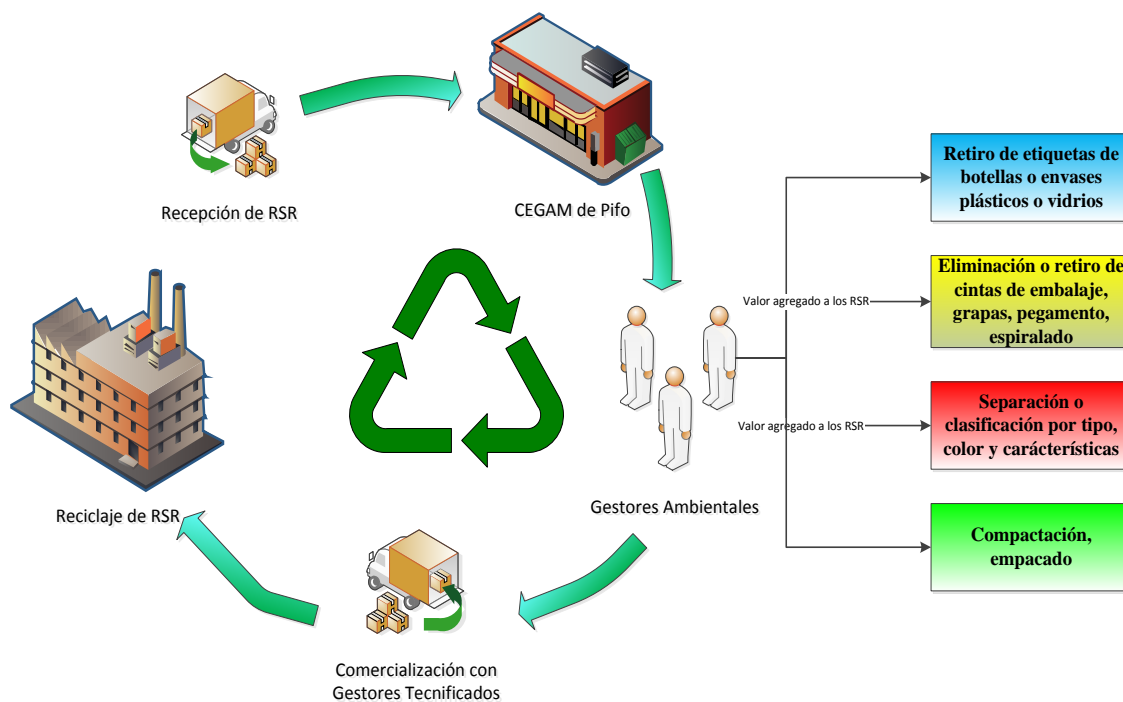 Recepción de RSR
CEGAM de Pifo
Retiro de etiquetas de
botellas o envases
plásticos o vidrios
Valor agregado a los RSR
Eliminación o retiro de
cintas de embalaje,
grapas, pegamento,
espiralado
Valor agregado a los RSR
Separación o
clasificación por tipo,
color y carácterísticas
Compactación,
empacado
Gestores Ambientales
Comercialización con
Gestores Tecnificados
Reciclaje de RSR